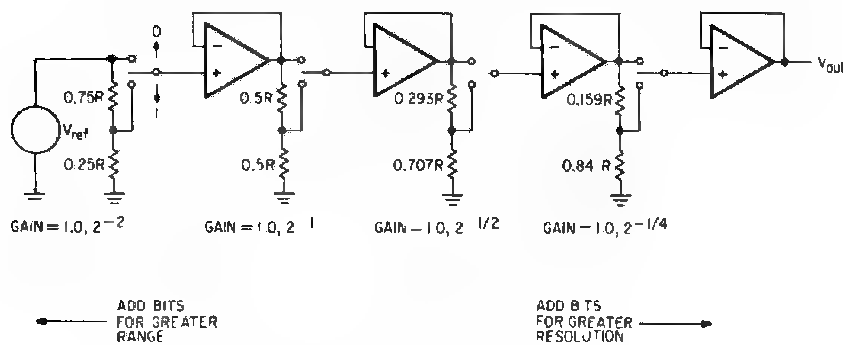 0
1
0.75R
0.25R
Vref
0.5R
0.5R
0.293R
0.707R
0.159R
0.84 R
Vout
GAIN = 1.0, 2⁻²
GAIN = 1.0, 2 1
GAIN – 1.0, 2 1/2
GAIN – 1.0, 2⁻¹/⁴
ADD BITS
FOR GREATER
RANGE
ADD BITS
FOR GREATER
RESOLUTION